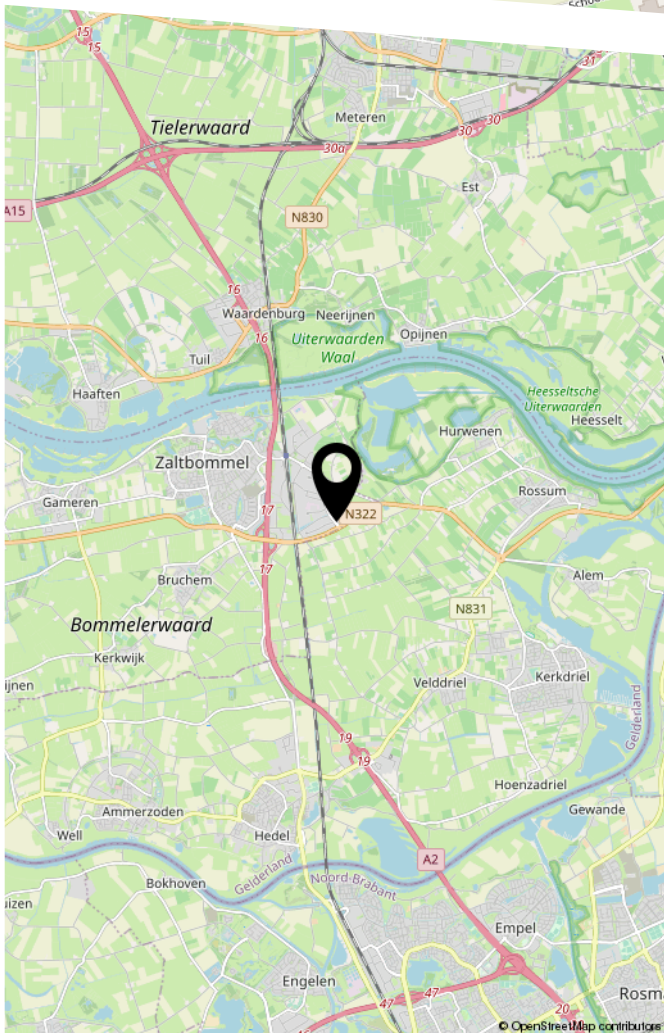 15
15
31
Meteren
Tielerwaard
30
30
30a
Est
A15
N830
16
Waardenburg
Neerijnen
16
Uiterwaarden
Waal
Opijnen
Tuil
Haaften
Heesseltsche
Uiterwaarden
Heesselt
Hurwenen
Zaltbommel
Gameren
Rossum
17
N322
17
Bruchem
Alem
N831
Bommelerwaard
Kerkwijk
Velddriel
Kerkdriel
ijnen
Gelderland
19
19
Hoenzadriel
Ammerzoden
Gewande
Well
Hedel
A2
Gelderland
Noord-Brabant
Bokhoven
uizen
Empel
Engelen
Rosm
47
47
20
© OpenStreetMap contributors